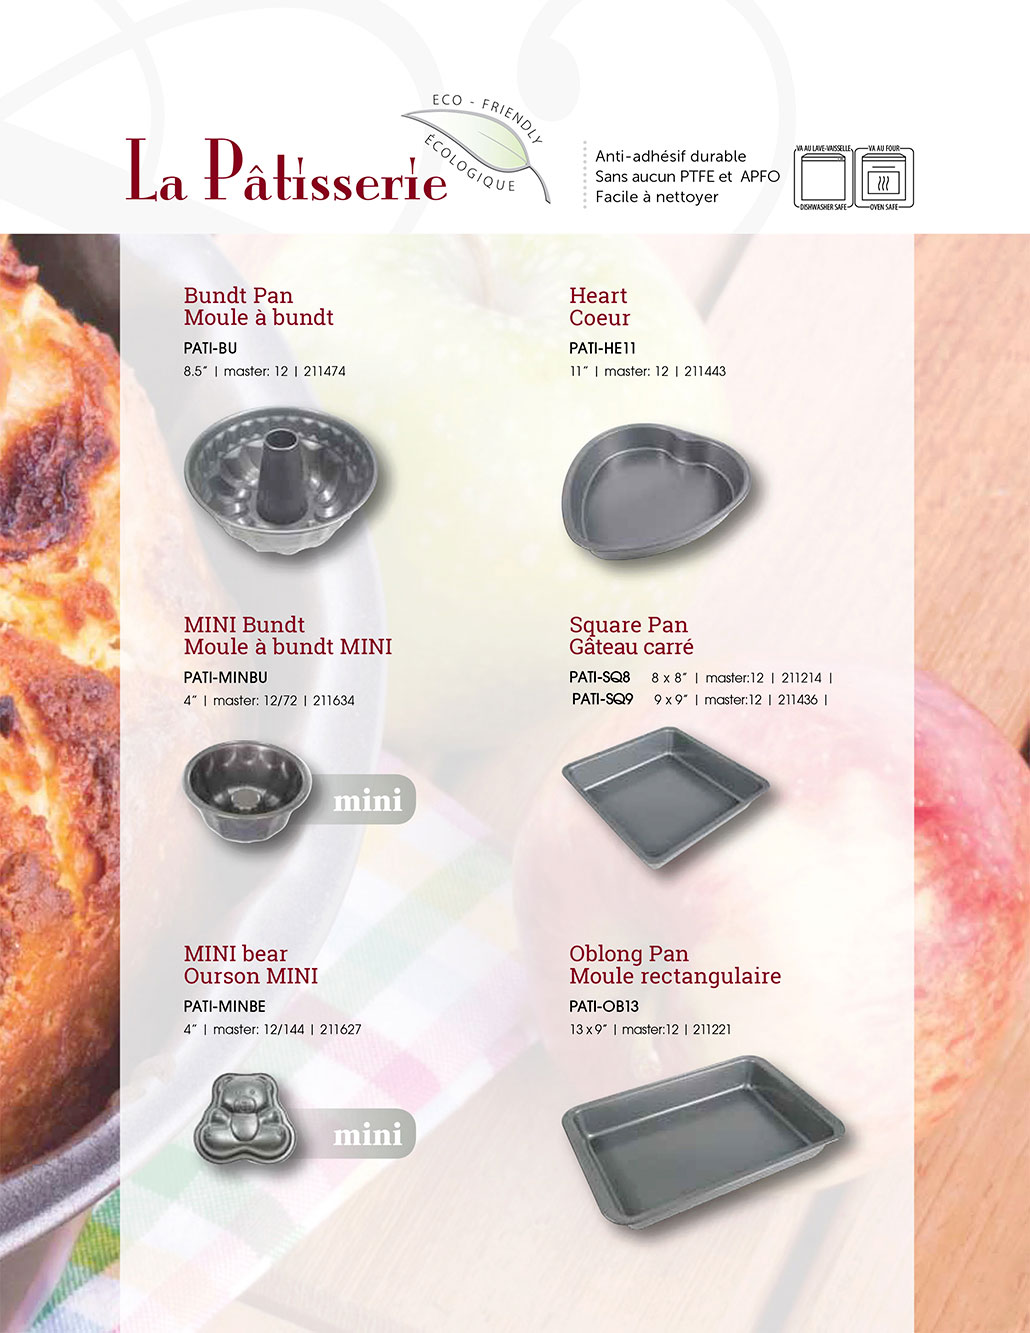 La Pâtisserie
ECO - FRIENDLY
ÉCOLOGIQUE
Anti-adhésif durable
Sans aucun PTFE et APFO
Facile à nettoyer
VA AU LAVE-VAISSELLE
DISHWASHER SAFE
VA AU FOUR
OVEN SAFE
Bundt Pan
Moule à bundt
PATI-BU
8.5” | master: 12 | 211474
Heart
Coeur
PATI-HE11
11” | master: 12 | 211443
MINI Bundt
Moule à bundt MINI
PATI-MINBU
4” | master: 12/72 | 211634
mini
Square Pan
Gâteau carré
PATI-SQ8 8 x 8” | master:12 | 211214 |
PATI-SQ9 9 x 9” | master:12 | 211436 |
MINI bear
Ourson MINI
PATI-MINBE
4” | master: 12/144 | 211627
mini
Oblong Pan
Moule rectangulaire
PATI-OB13
13 x 9” | master:12 | 211221